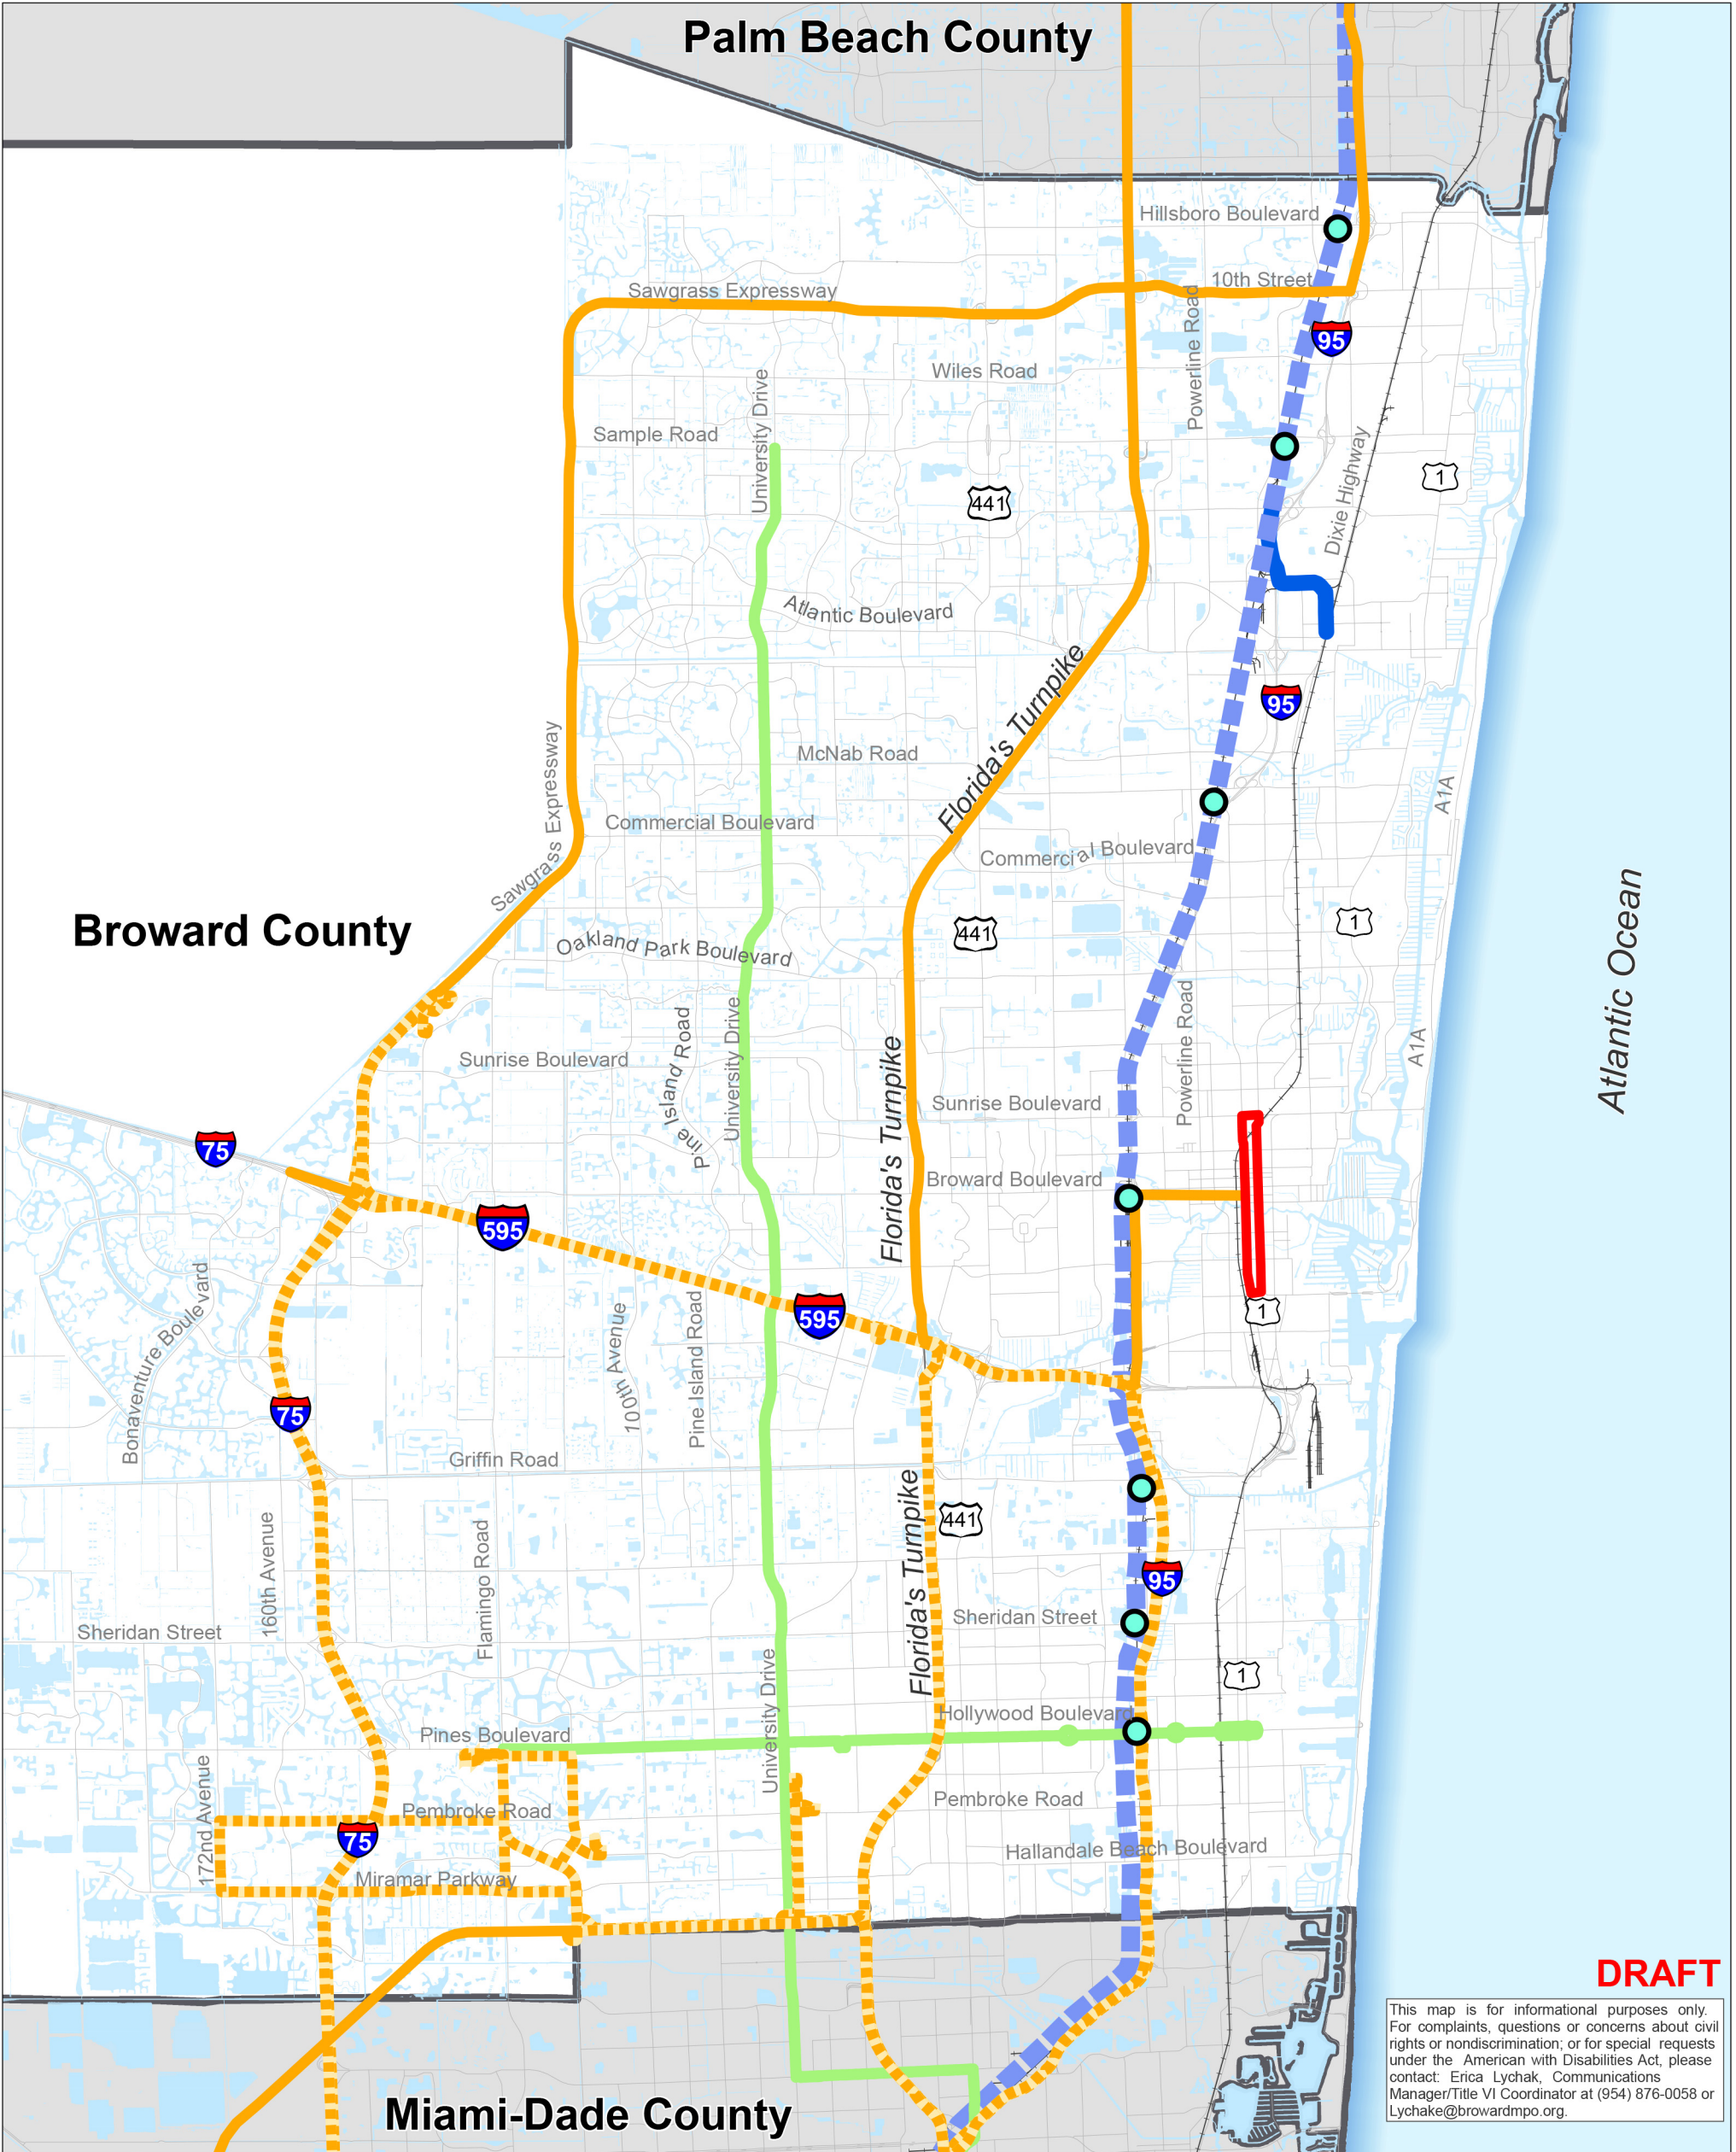 Palm Beach County
Hillsboro Boulevard
10th Street
Sawgrass Expressway
Powerline Road
95
Wiles Road
University Drive
Sample Road
441
1
Dixie Highway
Atlantic Boulevard
Florida's Turnpike
95
McNab Road
Sawgrass Expressway
A1A
Commercial Boulevard
Commercial Boulevard
Broward County
441
1
Oakland Park Boulevard
Atlantic Ocean
Pine Island Road
University Drive
Powerline Road
A1A
Sunrise Boulevard
Florida's Turnpike
Sunrise Boulevard
75
Broward Boulevard
595
595
1
Bonaventure Boulevard
100th Avenue
Pine Island Road
75
Griffin Road
Florida's Turnpike
441
160th Avenue
Flamingo Road
95
Sheridan Street
Sheridan Street
University Drive
1
Hollywood Boulevard
Pines Boulevard
172nd Avenue
Pembroke Road
Pembroke Road
75
Hallandale Beach Boulevard
Miramar Parkway
DRAFT
This map is for informational purposes only.
For complaints, questions or concerns about civil
rights or nondiscrimination; or for special requests
under the American with Disabilities Act, please
contact: Erica Lychak, Communications
Manager/Title VI Coordinator at (954) 876-0058 or
Lychake@browardmpo.org.
Miami-Dade County